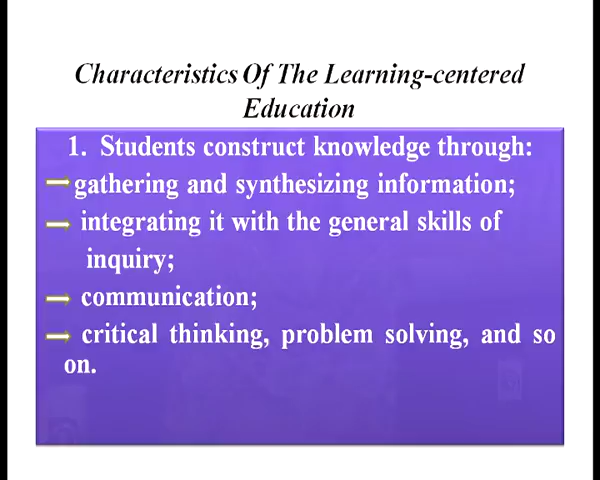 Characteristics Of The Learning-centered
Education
1. Students construct knowledge through:
gathering and synthesizing information;
integrating it with the general skills of
inquiry;
communication;
critical thinking, problem solving, and so
on.